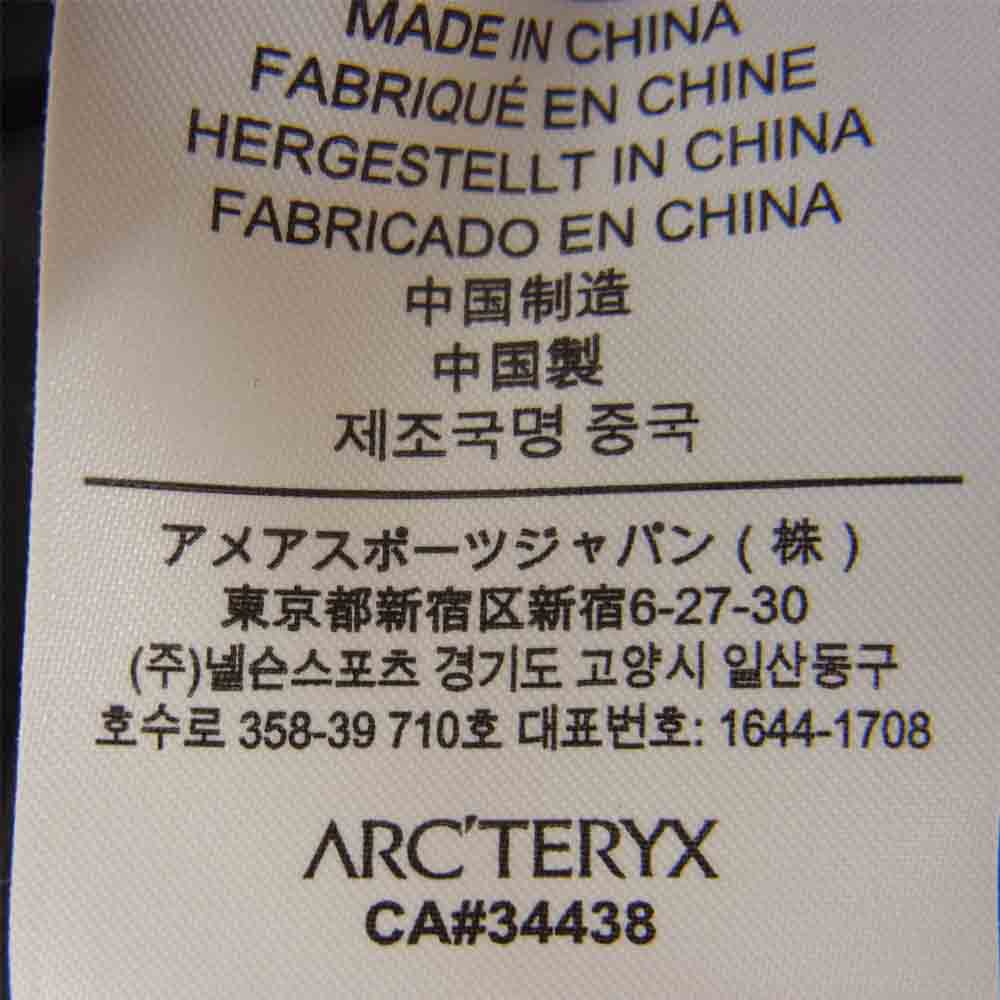 MADE IN CHINA
FABRIQUÉ EN CHINE
HERGESTELLT IN CHINA
FABRICADO EN CHINA
中国制造
中国製
제조국명 중국
アメアスポーツジャパン(株)
東京都新宿区新宿6-27-30
(주)넬슨스포츠 경기도 고양시 일산동구
호수로 358-39 710호 대표번호: 1644-1708
ARC'TERYX
CA#34438